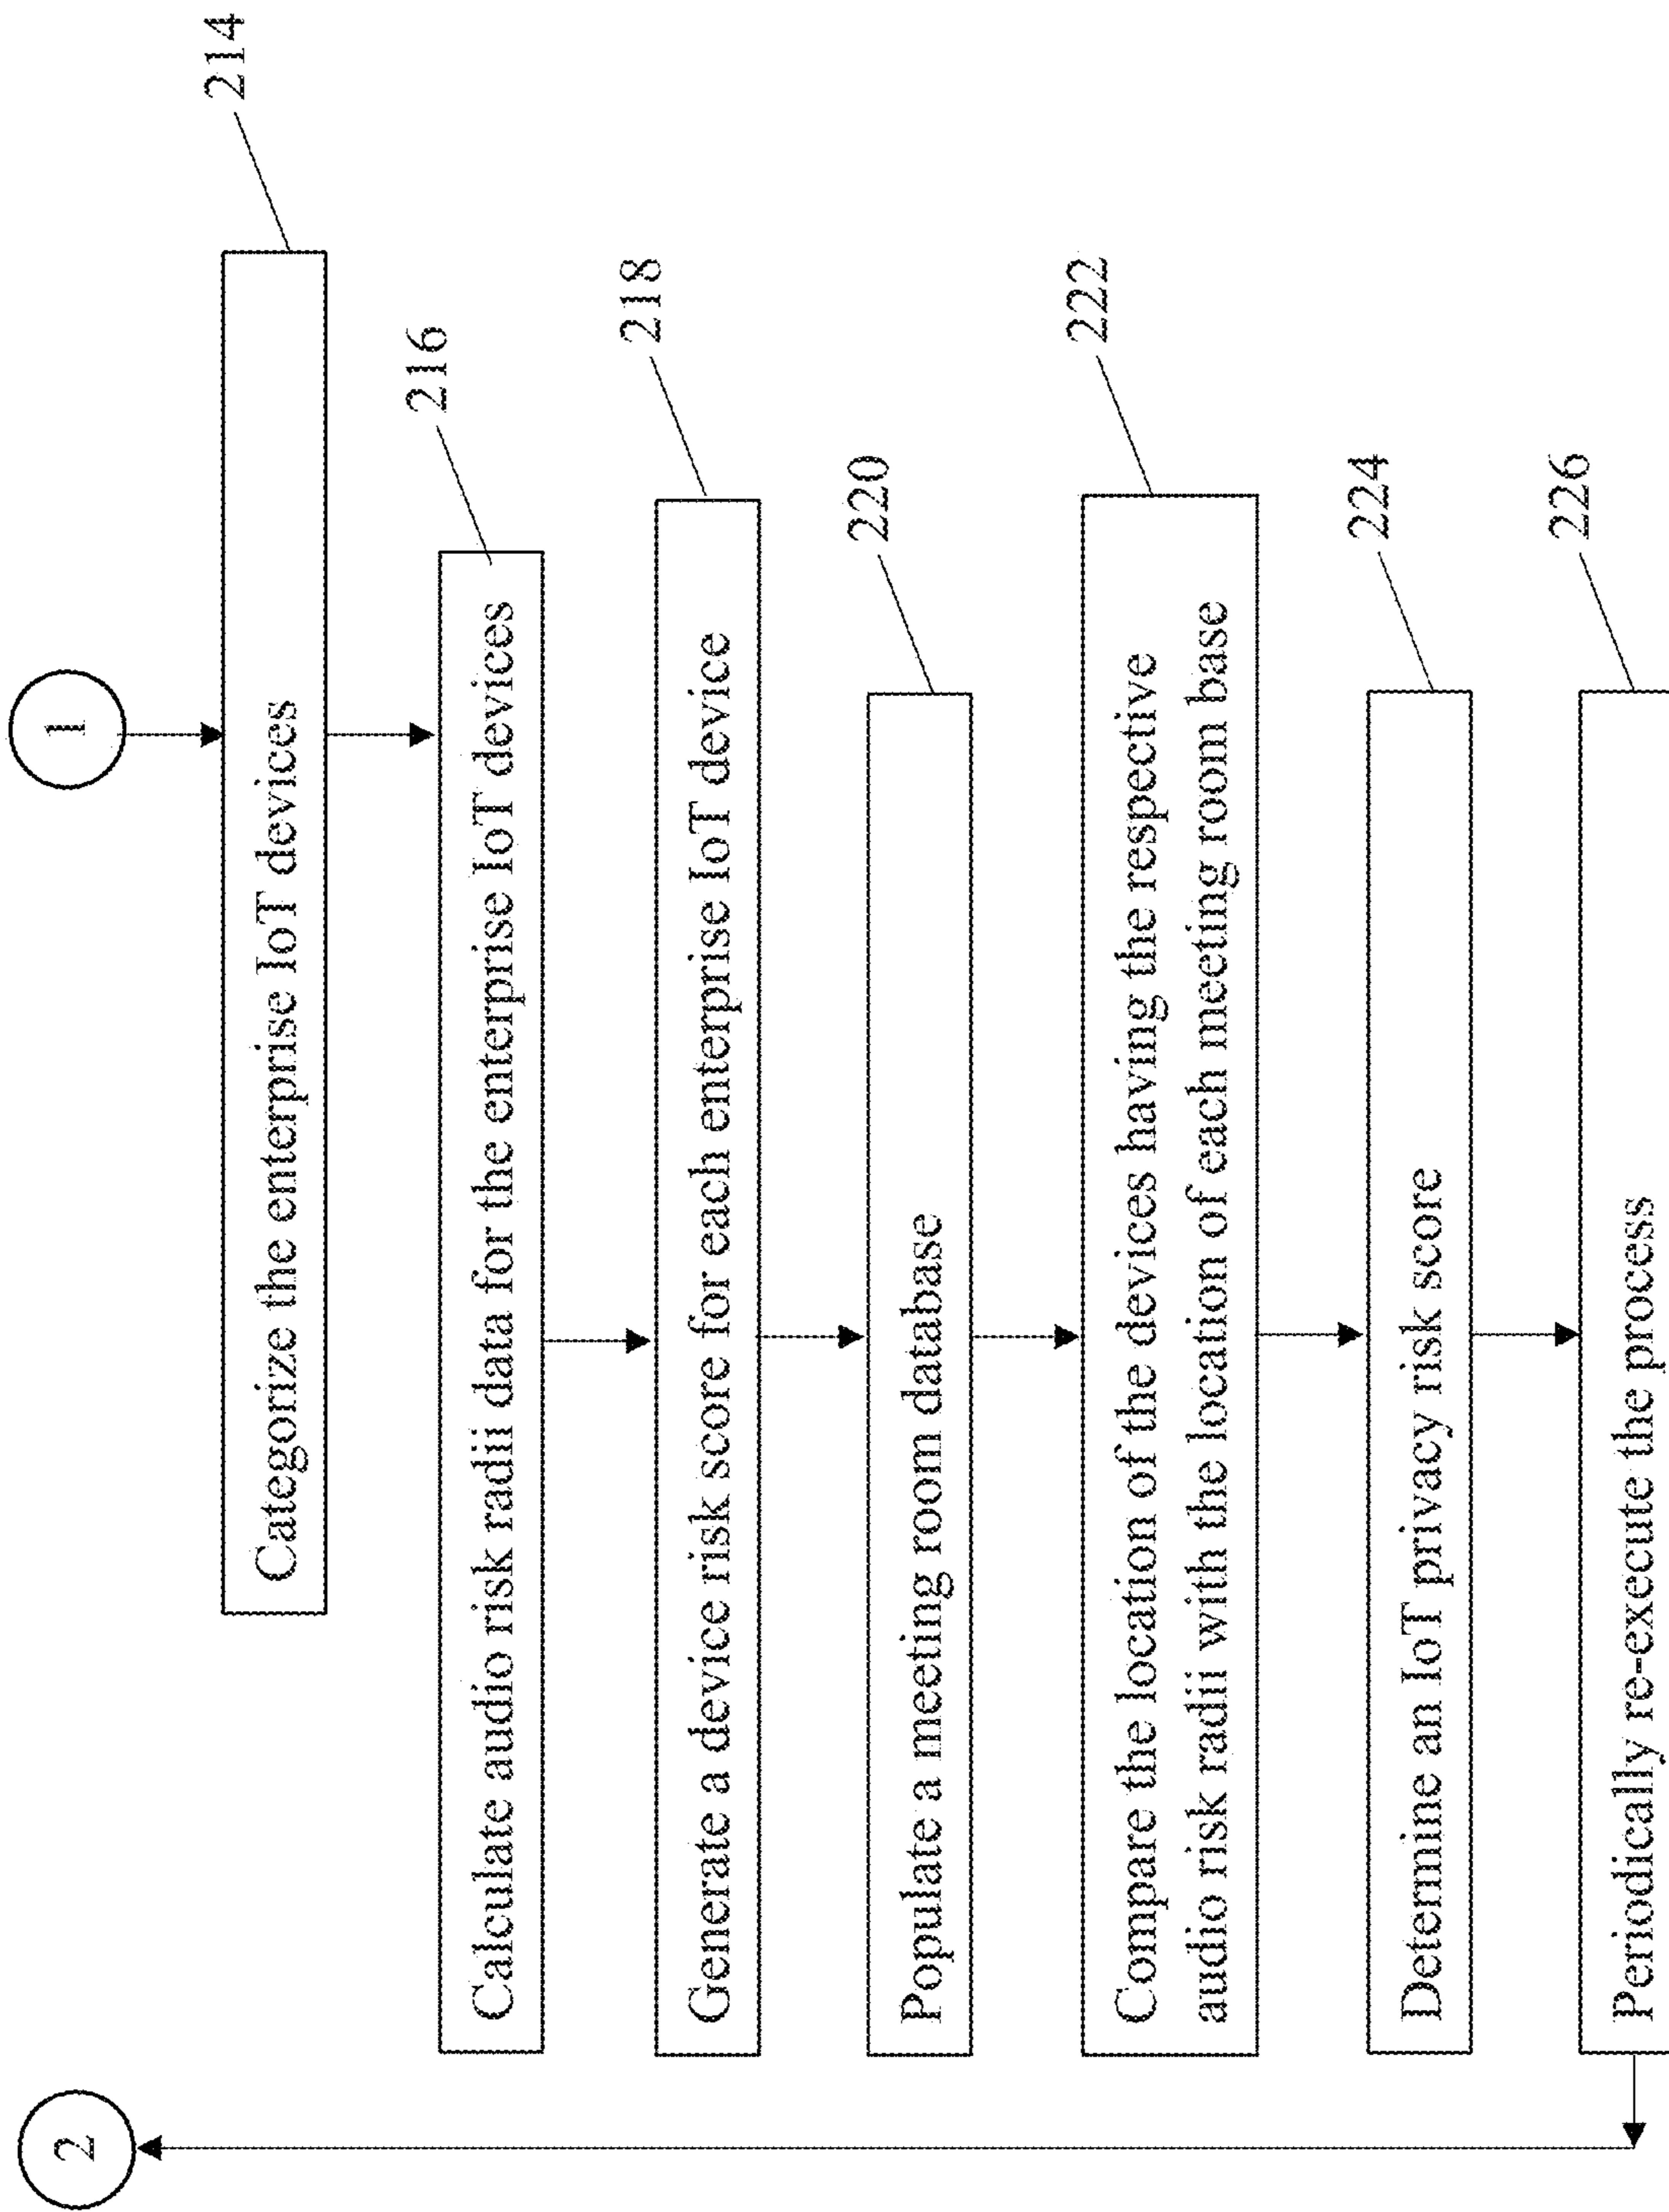 1
214
Categorize the enterprise IoT devices
216
Calculate audio risk radii data for the enterprise IoT devices
218
Generate a device risk score for each enterprise IoT device
220
Populate a meeting room database
222
Compare the location of the devices having the respective
audio risk radii with the location of each meeting room base
224
Determine an IoT privacy risk score
226
Periodically re-execute the process
2